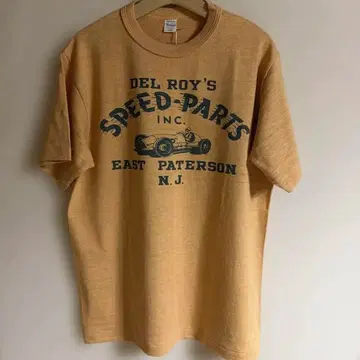 DEL ROY'S
SPEED-PARTS
INC.
EAST PATERSON
N.J.